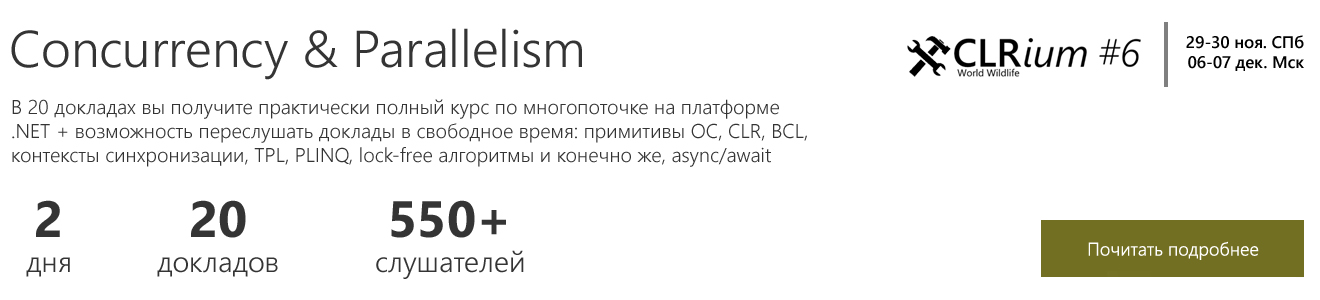 Concurrency & Parallelism
CLRium #6
World Wildlife
29-30 ноя. СПб
06-07 дек. Мск
В 20 докладах вы получите практически полный курс по многопоточке на платформе
.NET + возможность переслушать доклады в свободное время: примитивы ОС, CLR, BCL,
контексты синхронизации, TPL, PLINQ, lock-free алгоритмы и конечно же, async/await
2
дня
20
докладов
550+
слушателей
Почитать подробнее